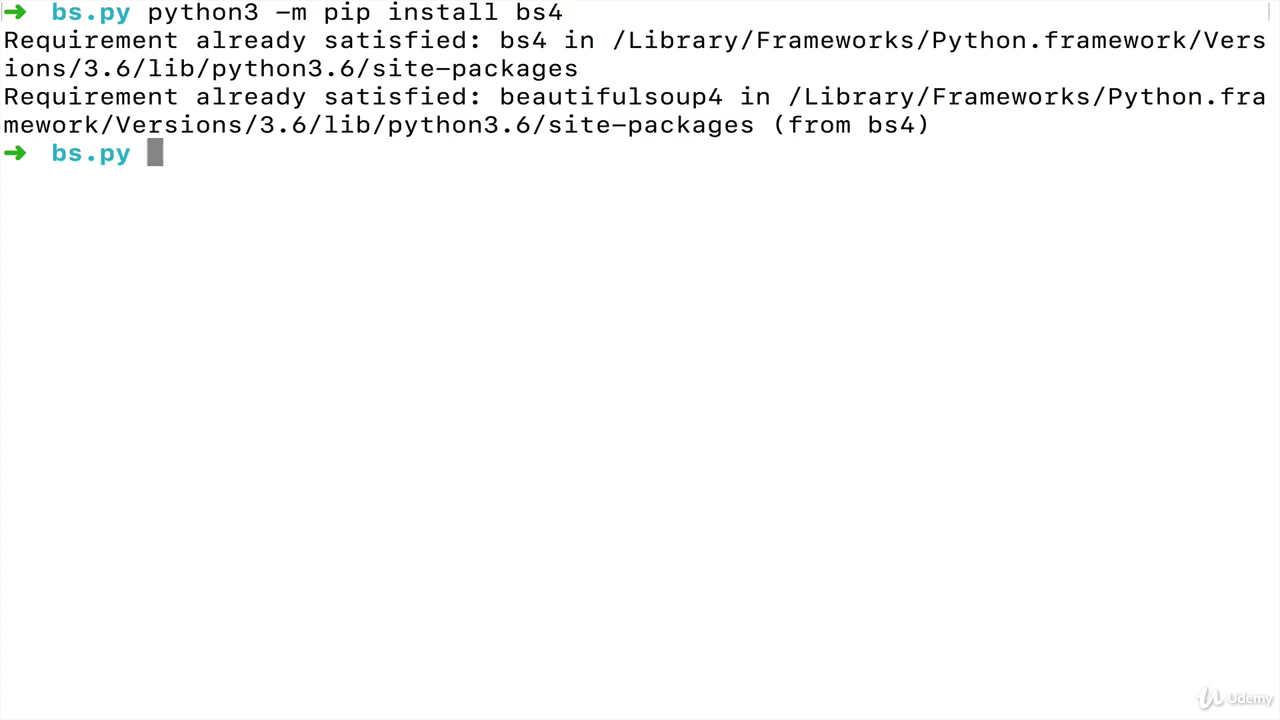 ➜ bs.py python3 -m pip install bs4
Requirement already satisfied: bs4 in /Library/Frameworks/Python.framework/Vers
ions/3.6/lib/python3.6/site-packages
Requirement already satisfied: beautifulsoup4 in /Library/Frameworks/Python.fra
mework/Versions/3.6/lib/python3.6/site-packages (from bs4)
➜ bs.py
Udemy